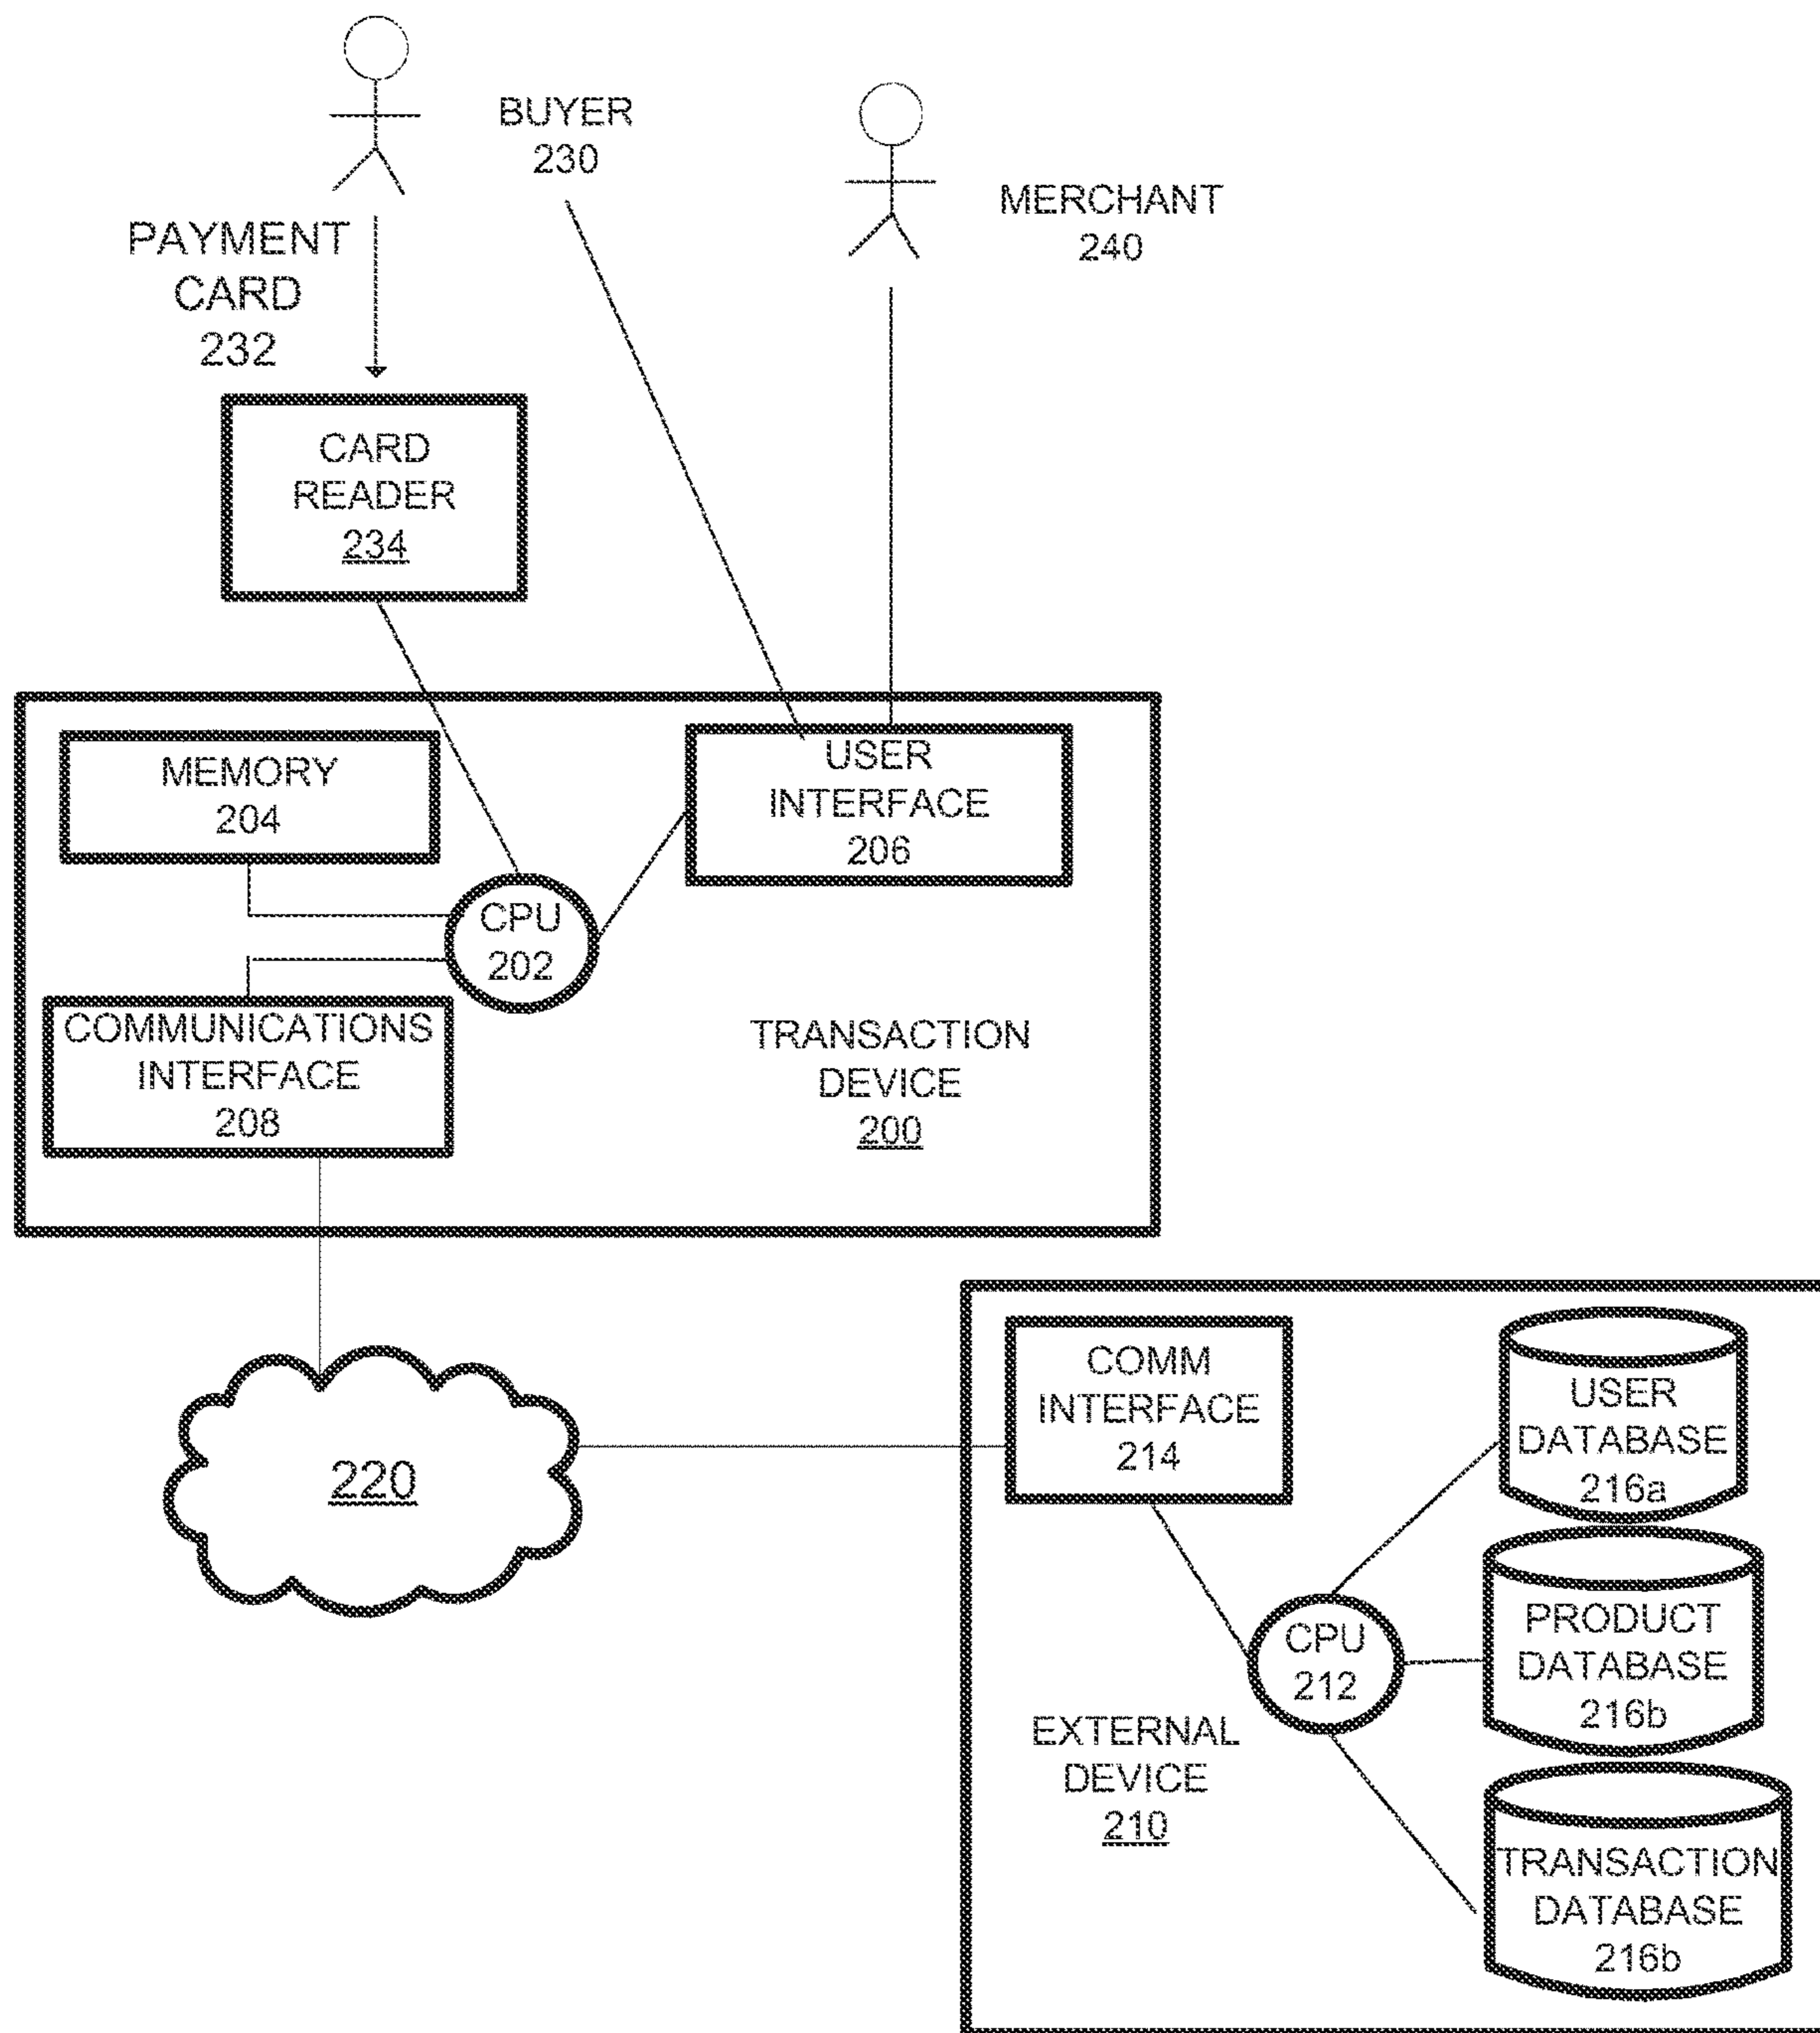 BUYER
230
MERCHANT
240
PAYMENT
CARD
232
CARD
READER
234
MEMORY
204
USER
INTERFACE
206
CPU
202
COMMUNICATIONS
INTERFACE
208
TRANSACTION
DEVICE
200
220
COMM
INTERFACE
214
USER
DATABASE
216a
CPU
212
PRODUCT
DATABASE
216b
EXTERNAL
DEVICE
210
TRANSACTION
DATABASE
216b